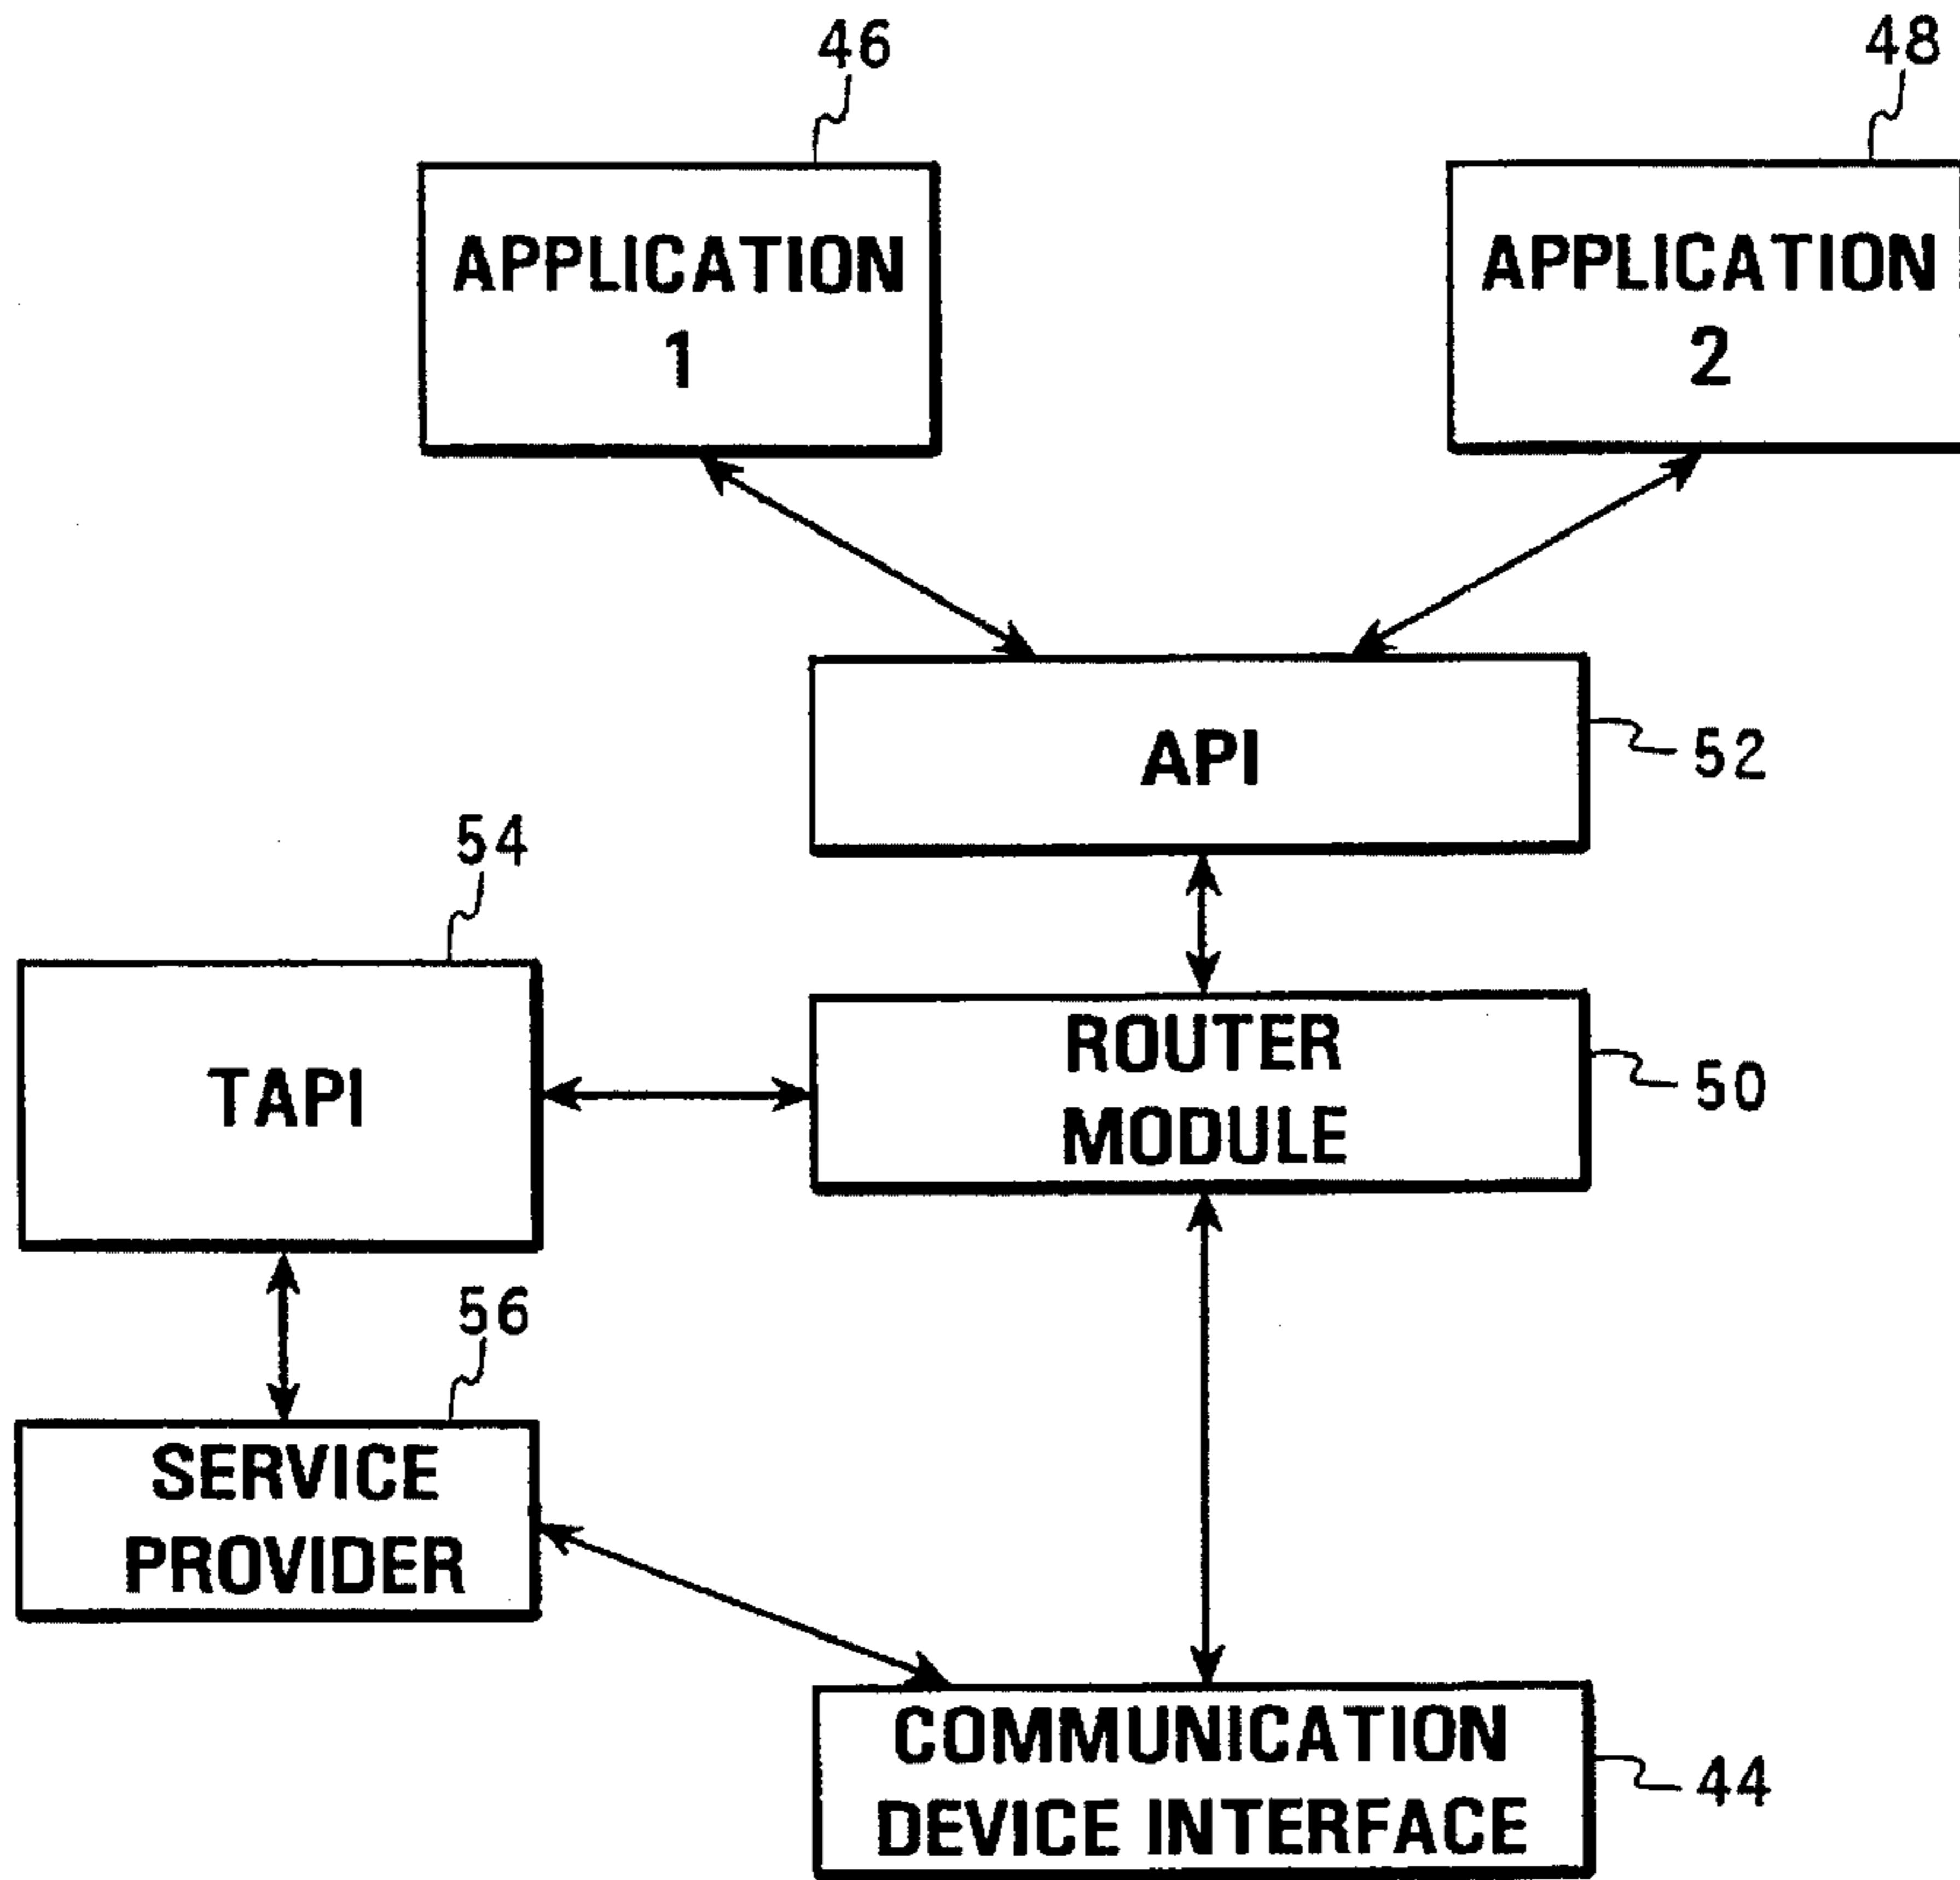 46
48
APPLICATION
1
APPLICATION
2
API
52
54
TAPI
ROUTER
MODULE
50
56
SERVICE
PROVIDER
COMMUNICATION
DEVICE INTERFACE
44